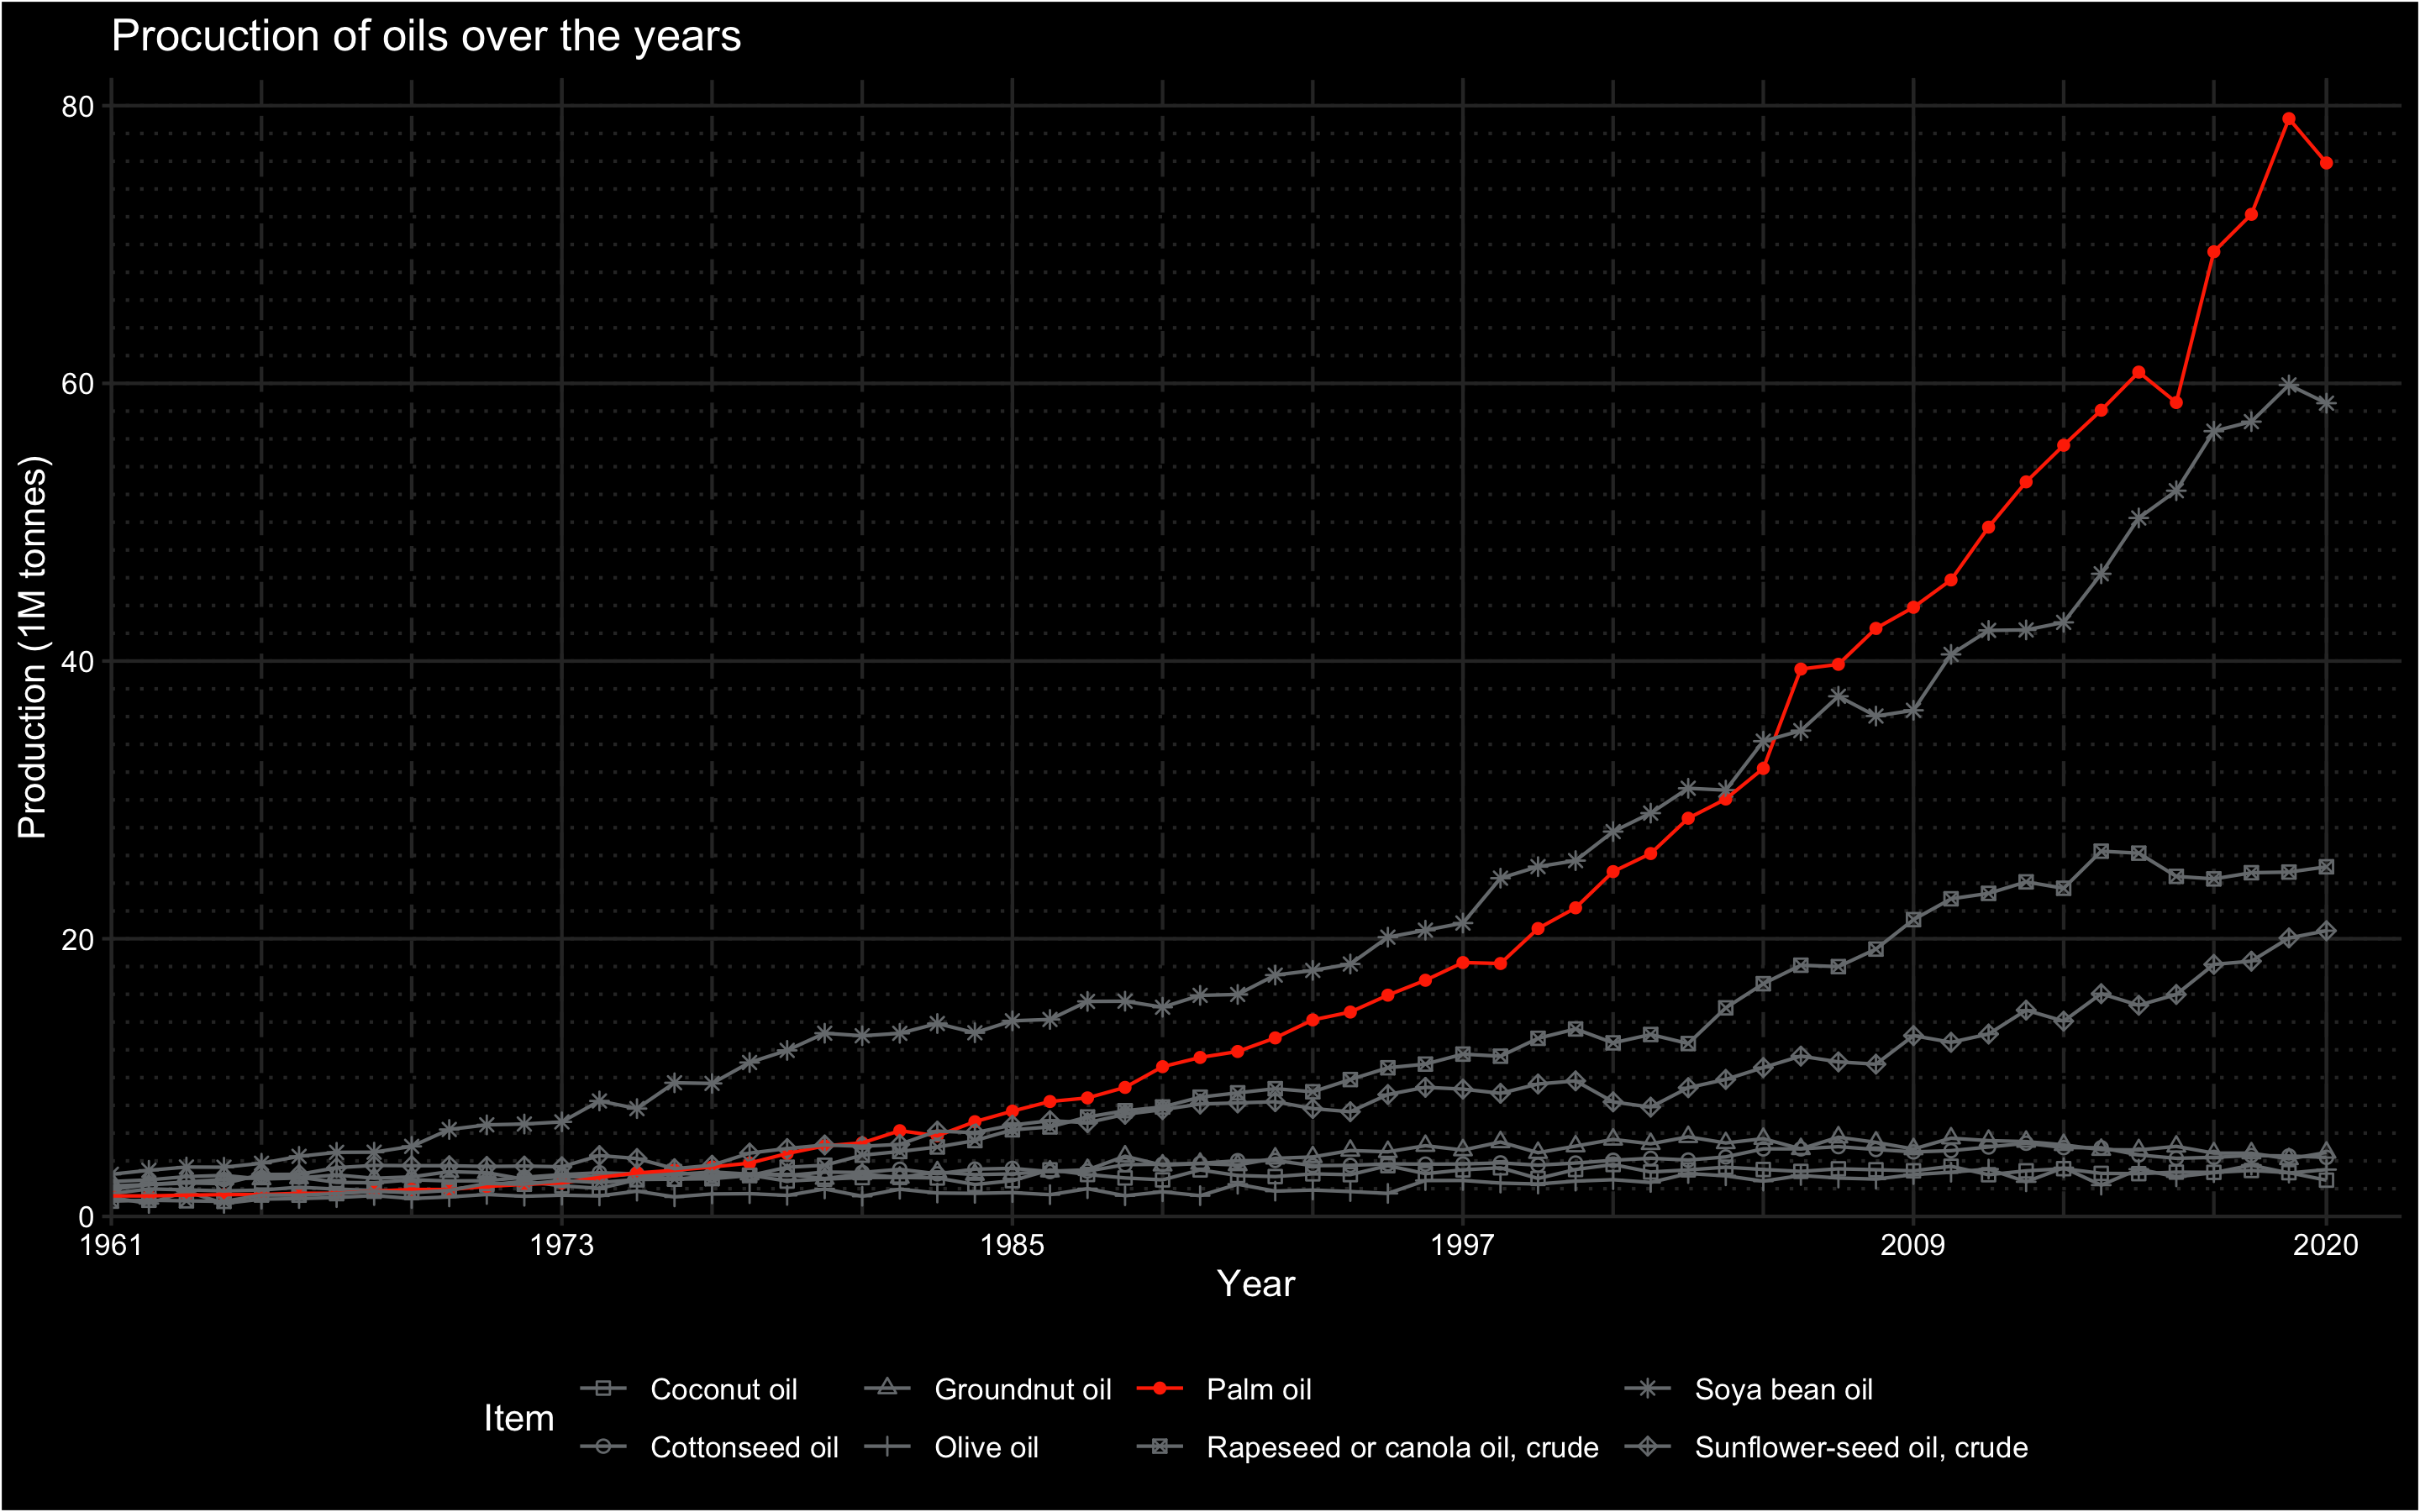 Procuction of oils over the years
80
60
40
20
0
Production (1M tonnes)
1961 1973 1985 1997 2009 2020
Year
Item
Coconut oil Groundnut oil Palm oil Soya bean oil
Cottonseed oil Olive oil Rapeseed or canola oil, crude Sunflower-seed oil, crude